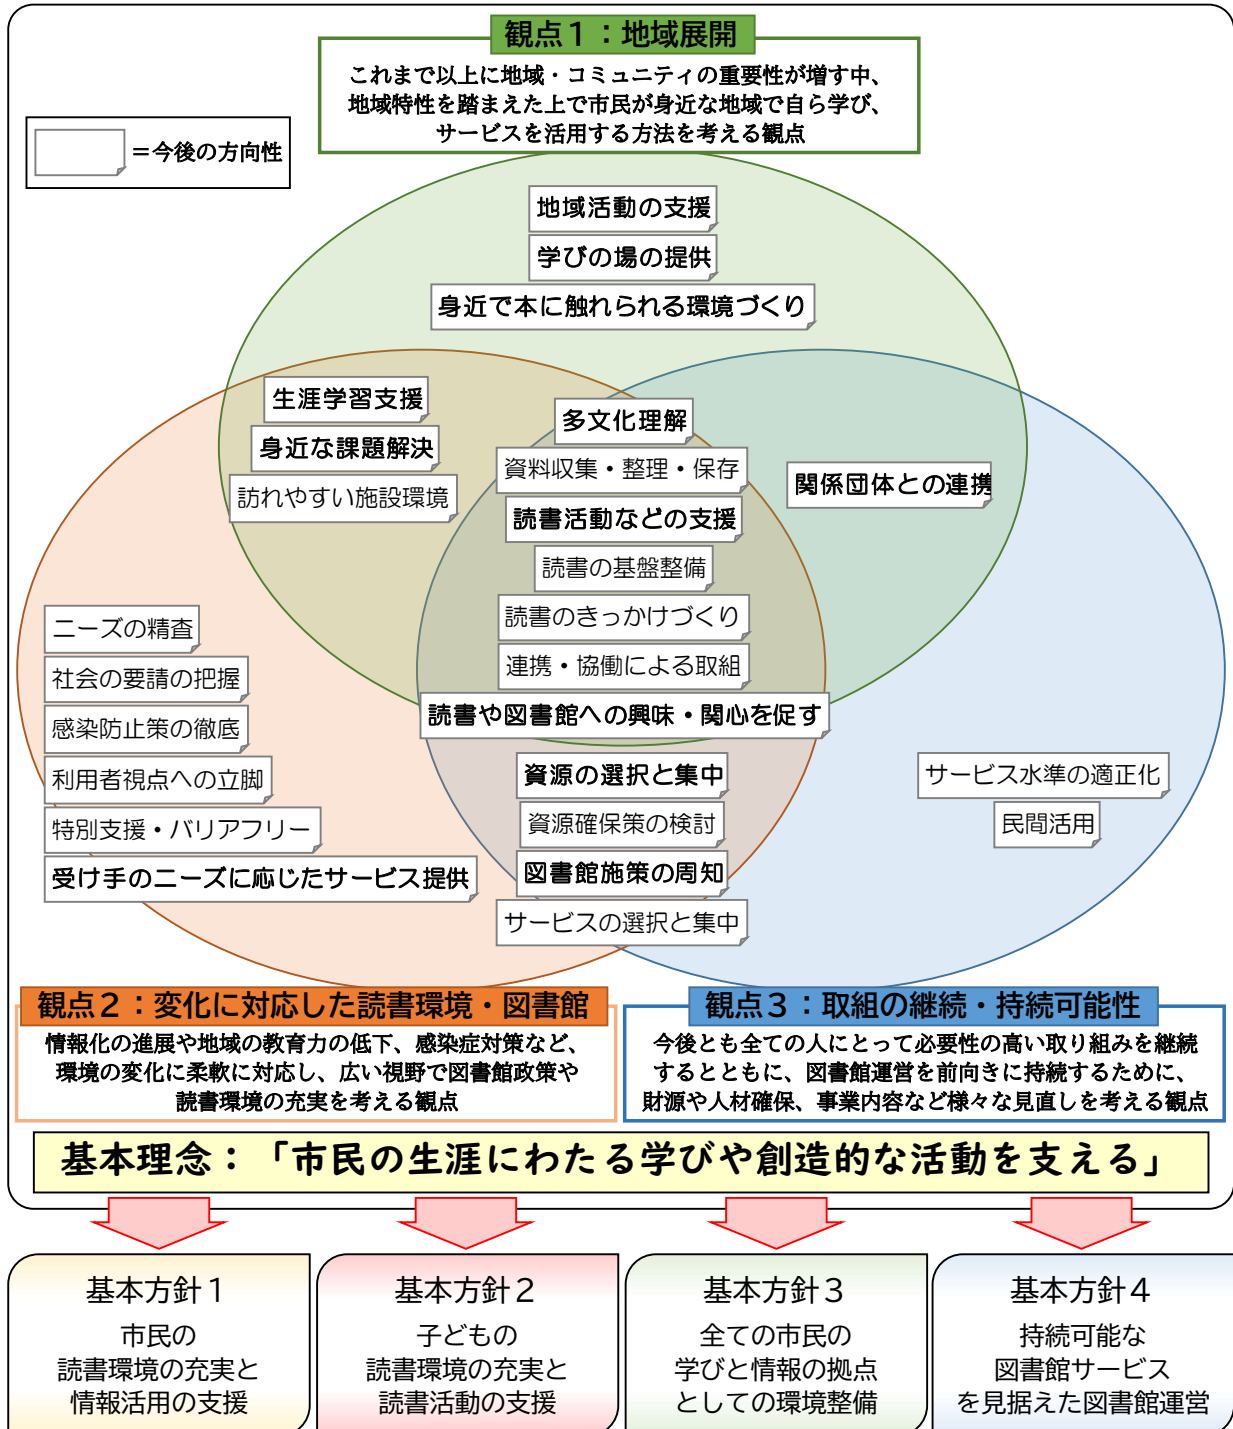 観点１：地域展開
これまで以上に地域・コミュニティの重要性が増す中、
地域特性を踏まえた上で市民が身近な地域で自ら学び、
サービスを活用する方法を考える観点
＝今後の方向性
地域活動の支援
学びの場の提供
身近で本に触れられる環境づくり
生涯学習支援
身近な課題解決
訪れやすい施設環境
多文化理解
資料収集・整理・保存
読書活動などの支援
読書の基盤整備
読書のきっかけづくり
連携・協働による取組
読書や図書館への興味・関心を促す
関係団体との連携
ニーズの精査
社会の要請の把握
感染防止策の徹底
利用者視点への立脚
特別支援・バリアフリー
受け手のニーズに応じたサービス提供
資源の選択と集中
資源確保策の検討
図書館施策の周知
サービスの選択と集中
サービス水準の適正化
民間活用
観点２：変化に対応した読書環境・図書館
情報化の進展や地域の教育力の低下、感染症対策など、
環境の変化に柔軟に対応し、広い視野で図書館政策や
読書環境の充実を考える観点
観点３：取組の継続・持続可能性
今後とも全ての人にとって必要性の高い取り組みを継続
するとともに、図書館運営を前向きに持続するために、
財源や人材確保、事業内容など様々な見直しを考える観点
基本理念：「市民の生涯にわたる学びや創造的な活動を支える」
基本方針１
市民の
読書環境の充実と
情報活用の支援
基本方針２
子どもの
読書環境の充実と
読書活動の支援
基本方針３
全ての市民の
学びと情報の拠点
としての環境整備
基本方針４
持続可能な
図書館サービス
を見据えた図書館運営